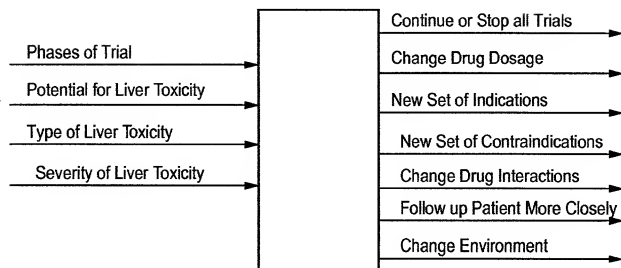 Phases of Trial
Potential for Liver Toxicity
Type of Liver Toxicity
Severity of Liver Toxicity
Continue or Stop all Trials
Change Drug Dosage
New Set of Indications
New Set of Contraindications
Change Drug Interactions
Follow up Patient More Closely
Change Environment